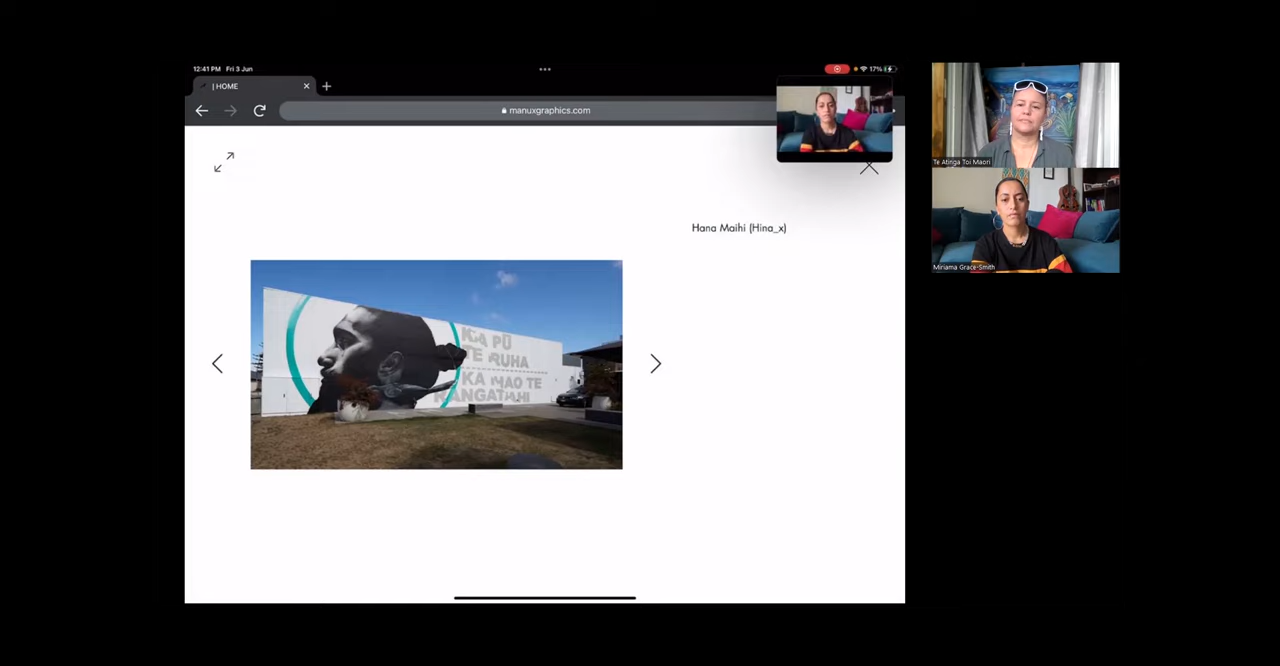 12:41 PM Fri 3 Jun
17%
| HOME
manuxgraphics.com
Hana Maihi (Hina_x)
KA PŪ
TE RUHA
KA HAO TE
RANGATAHI
Te Atinga Toi Maori
Miriama Grace-Smith